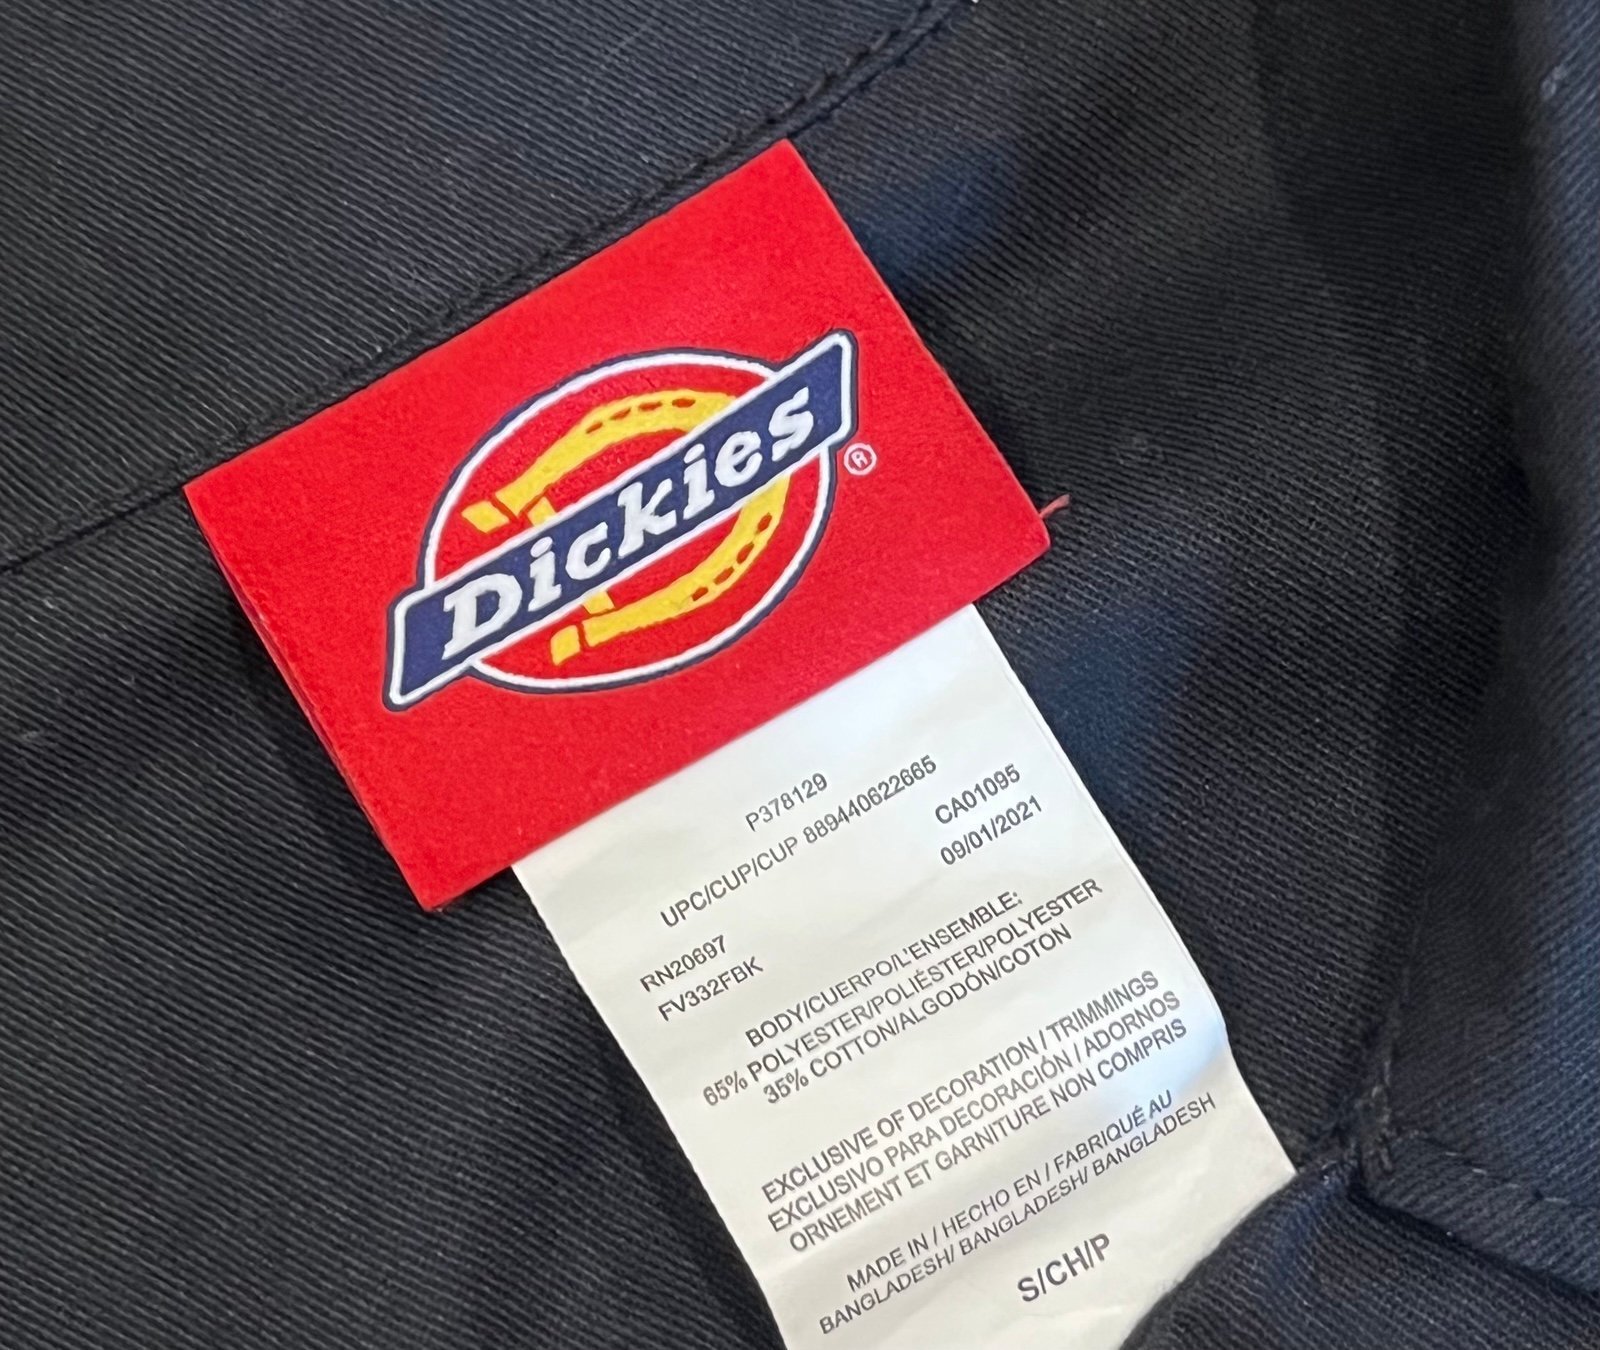 Dickies®
P378129
UPC/CUP/CUP 889440622665
RN20697 CA01095
FV332FBK 09/01/2021
BODY/CUERPO/L'ENSEMBLE:
65% POLYESTER/POLIÉSTER/POLYESTER
35% COTTON/ALGODÓN/COTON
EXCLUSIVE OF DECORATION / TRIMMINGS
EXCLUSIVO PARA DECORACIÓN / ADORNOS
ORNEMENT ET GARNITURE NON COMPRIS
MADE IN / HECHO EN / FABRIQUÉ AU
BANGLADESH/ BANGLADESH/ BANGLADESH
S/CH/P